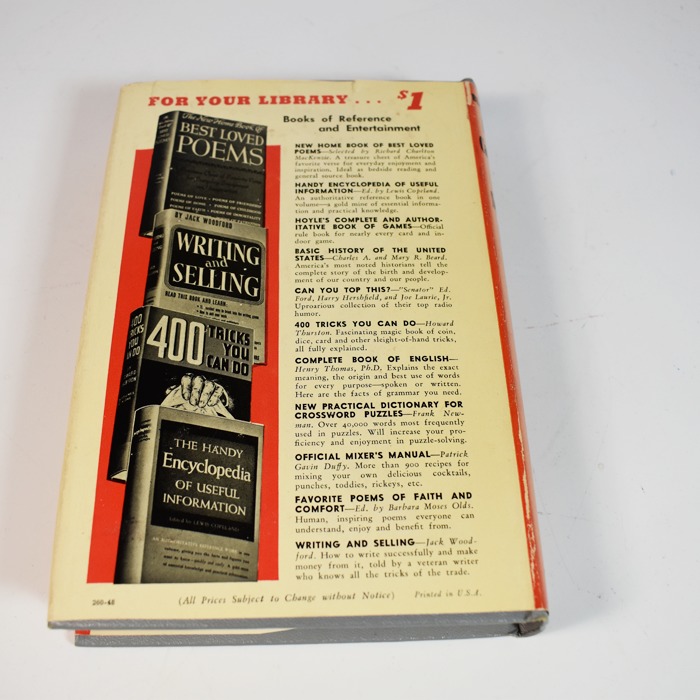 FOR YOUR LIBRARY . . . $1
Books of Reference
and Entertainment
NEW HOME BOOK OF BEST LOVED
POEMS—Selected by Richard Charlton
MacKenzie. A treasure chest of America's
favorite verse for everyday enjoyment and
inspiration. Ideal as bedside reading and
general source book.
HANDY ENCYCLOPEDIA OF USEFUL
INFORMATION—Ed. by Lewis Copeland.
An authoritative reference book in one
volume—a gold mine of essential informa-
tion and practical knowledge.
HOYLE'S COMPLETE AND AUTHOR-
ITATIVE BOOK OF GAMES—Official
rule book for nearly every card and in-
door game.
BASIC HISTORY OF THE UNITED
STATES—Charles A. and Mary R. Beard.
America's most noted historians tell the
complete story of the birth and develop-
ment of our country and our people.
CAN YOU TOP THIS?—"Senator" Ed.
Ford, Harry Hershfield, and Joe Laurie, Jr.
Uproarious collection of their top radio
humor.
400 TRICKS YOU CAN DO—Howard
Thurston. Fascinating magic book of coin,
dice, card and other sleight-of-hand tricks,
all fully explained.
COMPLETE BOOK OF ENGLISH—
Henry Thomas, Ph.D. Explains the exact
meaning, the origin and best use of words
for every purpose—spoken or written.
Here are the facts of grammar you need.
NEW PRACTICAL DICTIONARY FOR
CROSSWORD PUZZLES—Frank New-
man. Over 40,000 words most frequently
used in puzzles. Will increase your pro-
ficiency and enjoyment in puzzle-solving.
OFFICIAL MIXER'S MANUAL—Patrick
Gavin Duffy. More than 900 recipes for
mixing your own delicious cocktails,
punches, toddies, rickeys, etc.
FAVORITE POEMS OF FAITH AND
COMFORT—Ed. by Barbara Moses Olds.
Human, inspiring poems everyone can
understand, enjoy and benefit from.
WRITING AND SELLING—Jack Wood-
ford. How to write successfully and make
money from it, told by a veteran writer
who knows all the tricks of the trade.
The New Home Book of
BEST LOVED
POEMS
BY JACK WOODFORD
WRITING
and
SELLING
READ THIS BOOK AND LEARN:
400
TRICKS
YOU
CAN DO
400
TRICKS
YOU
CAN DO
THE HANDY
Encyclopedia
OF USEFUL
INFORMATION
Edited by LEWIS COPELAND
260-48
(All Prices Subject to Change without Notice)
Printed in U.S.A.